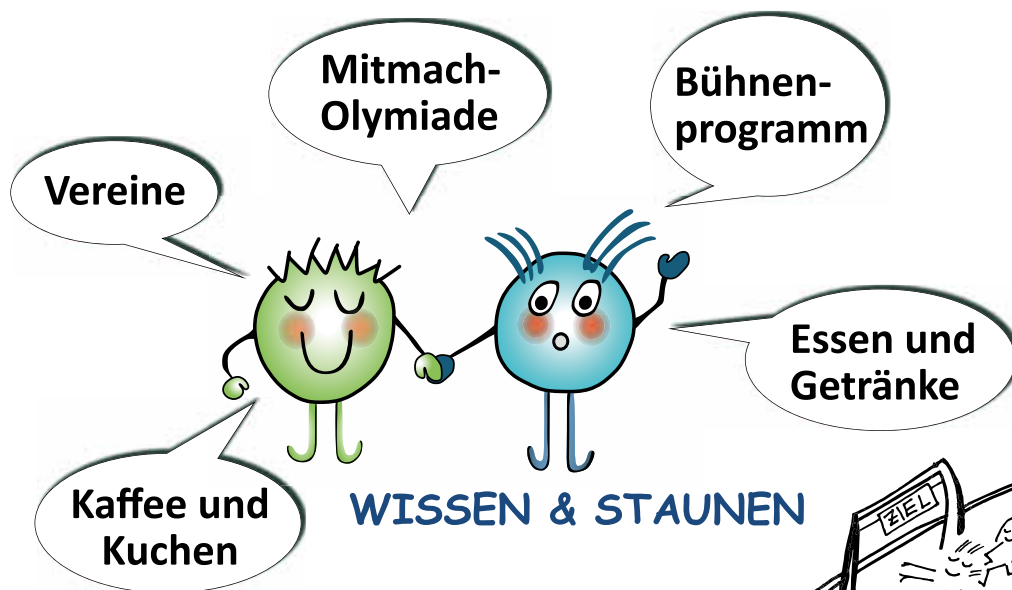 Mitmach-
Olymiade
Bühnen-
programm
Vereine
Essen und
Getränke
Kaffee und
Kuchen
WISSEN & STAUNEN
ZIEL